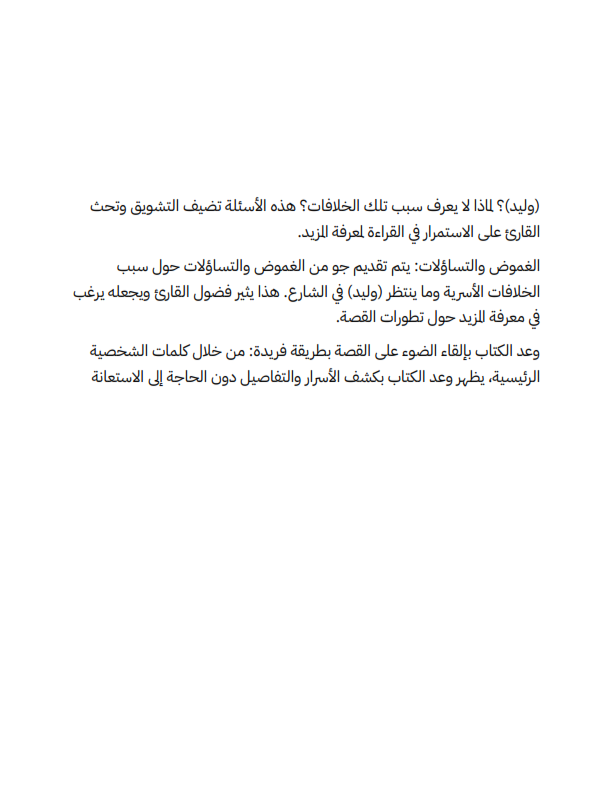 (وليد)؟ لماذا لا يعرف سبب تلك الخلافات؟ هذه الأسئلة تضيف التشويق وتحث
القارئ على الاستمرار في القراءة لمعرفة المزيد.
الغموض والتساؤلات: يتم تقديم جو من الغموض والتساؤلات حول سبب
الخلافات الأسرية وما ينتظر (وليد) في الشارع. هذا يثير فضول القارئ ويجعله يرغب
في معرفة المزيد حول تطورات القصة.
وعد الكتاب بإلقاء الضوء على القصة بطريقة فريدة: من خلال كلمات الشخصية
الرئيسية، يظهر وعد الكتاب بكشف الأسرار والتفاصيل دون الحاجة إلى الاستعانة